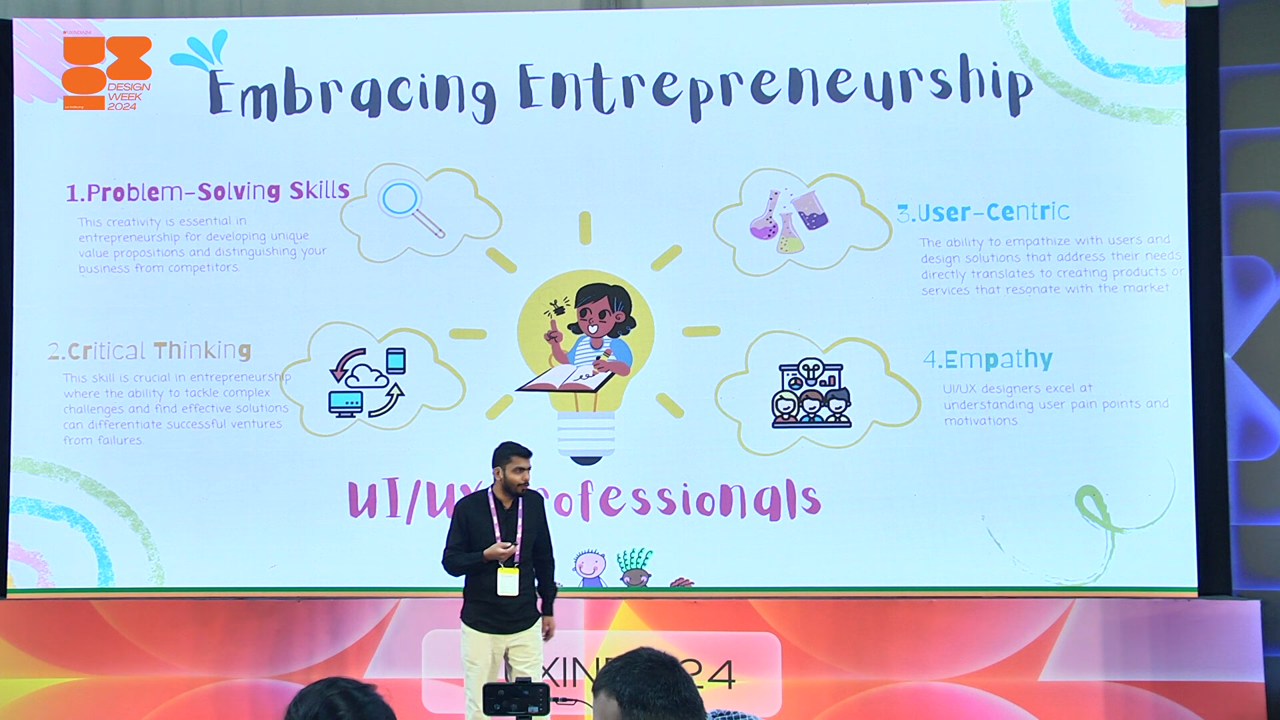 DESIGN
WEEK
2024
Embracing Entrepreneurship
1.Problem-Solving Skills
This creativity is essential in
entrepreneurship for developing unique
value propositions and distinguishing your
business from competitors.
2.Critical Thinking
This skill is crucial in entrepreneurship
where the ability to tackle complex
challenges and find effective solutions
can differentiate successful ventures
from failures.
3.User-Centric
The ability to empathize with users and
design solutions that address their needs
directly translates to creating products or
services that resonate with the market.
4.Empathy
UI/UX designers excel at
understanding user pain points and
motivations.
UI/UX Professionals